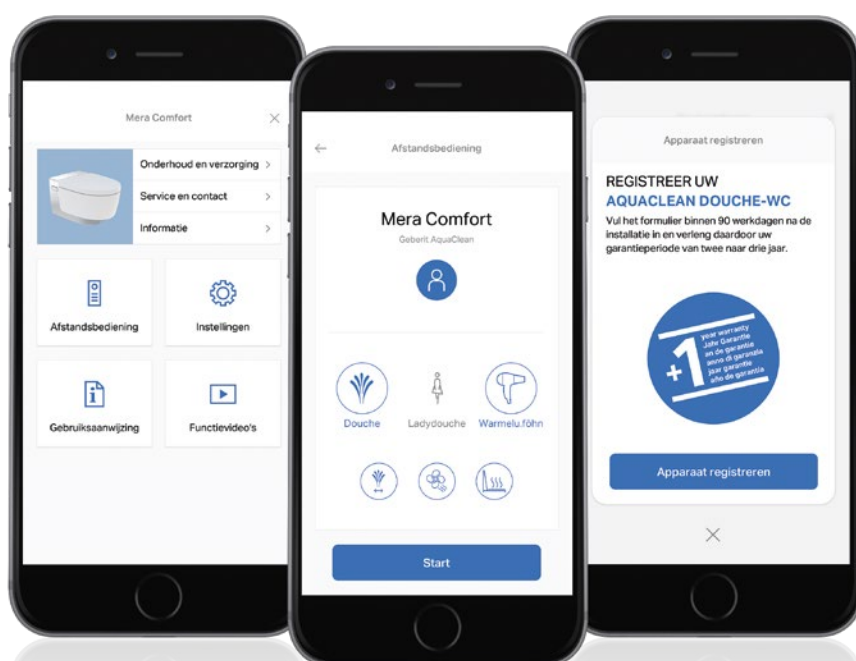 Mera Comfort
Onderhoud en verzorging
Service en contact
Informatie
Afstandsbediening
Instellingen
Gebruiksaanwijzing
Functievideo's
Afstandsbediening
Mera Comfort
Geberit AquaClean
Douche
Ladydouche
Warmelu.föhn
Start
Apparaat registreren
REGISTREER UW
AQUACLEAN DOUCHE-WC
Vul het formulier binnen 90 werkdagen na de
installatie in en verleng daardoor uw
garantieperiode van twee naar drie jaar.
+1
year warranty
Jahr Garantie
an de garantie
anno di garanzia
jaar garantie
año de garantía
Apparaat registreren